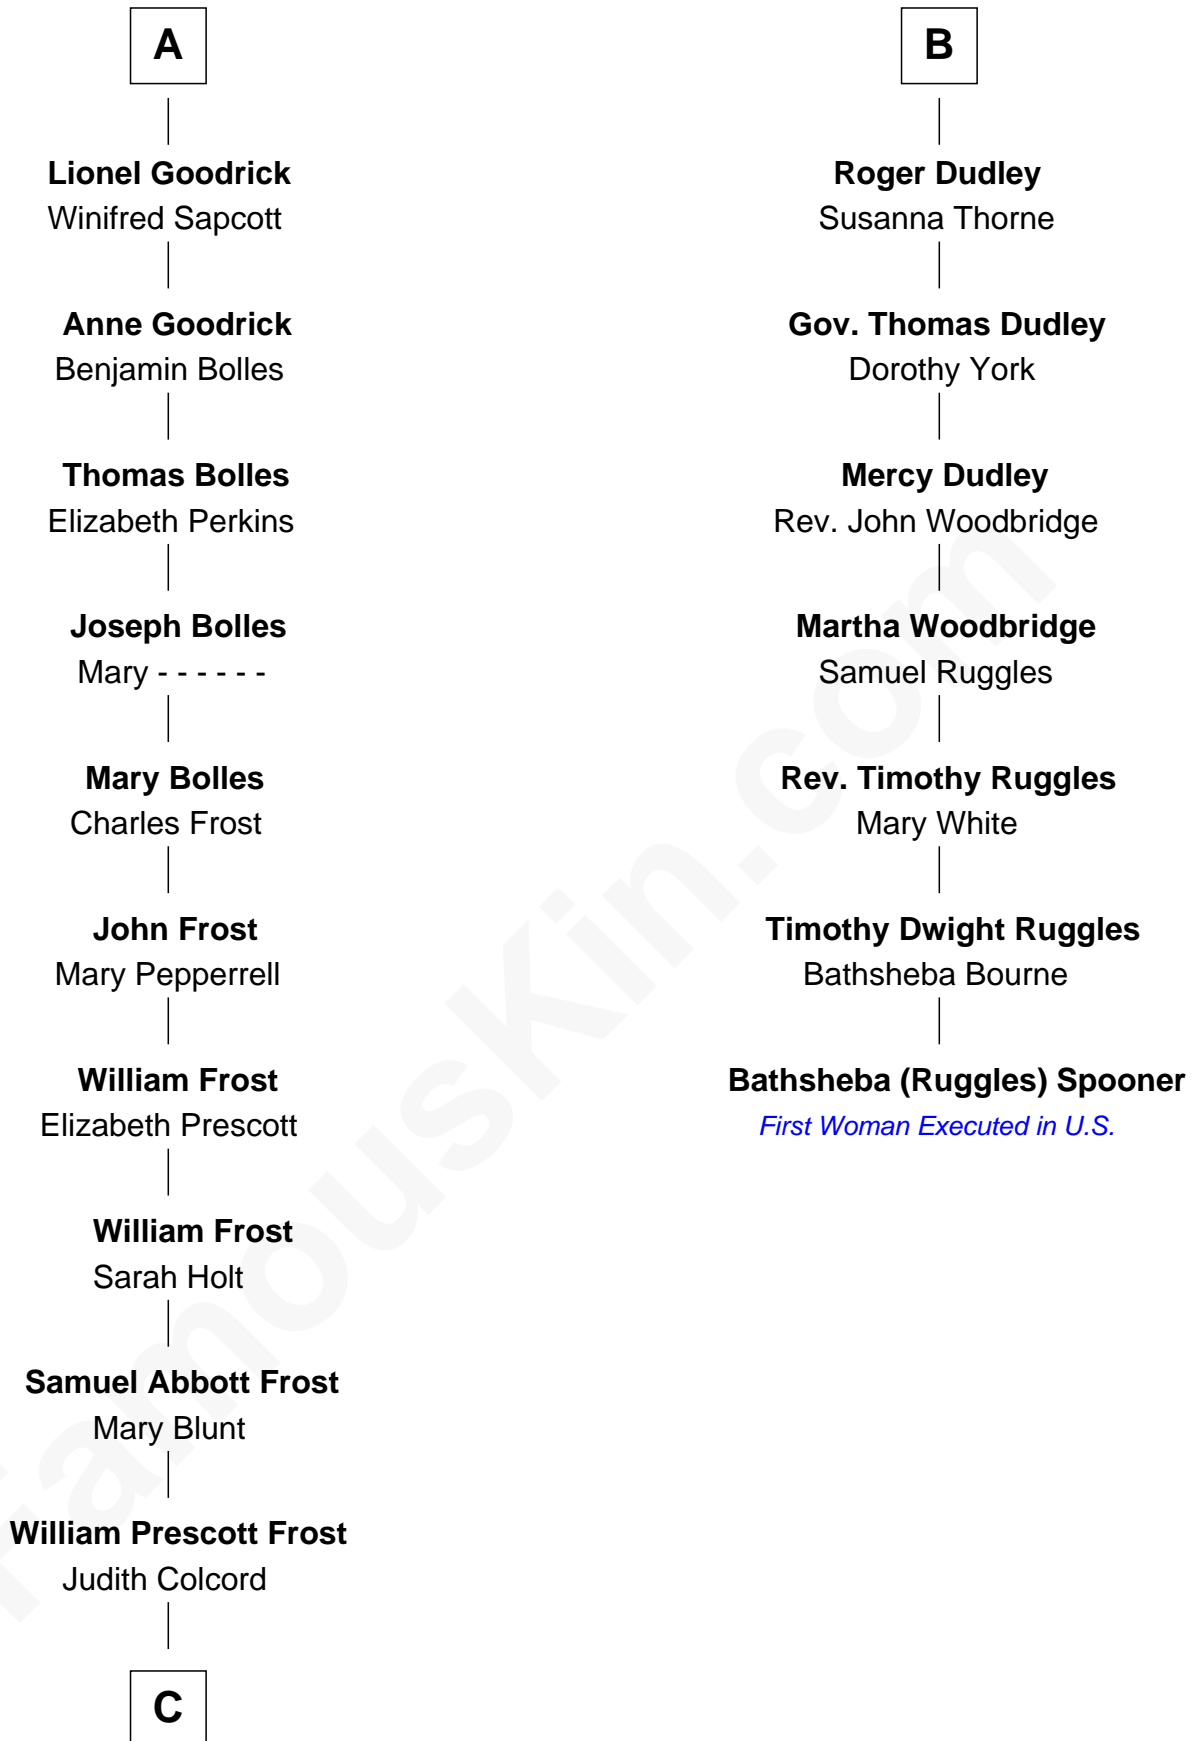 A
Lionel Goodrick
Winifred Sapcott
Anne Goodrick
Benjamin Bolles
Thomas Bolles
Elizabeth Perkins
Joseph Bolles
Mary - - - - - -
Mary Bolles
Charles Frost
John Frost
Mary Pepperrell
William Frost
Elizabeth Prescott
William Frost
Sarah Holt
Samuel Abbott Frost
Mary Blunt
William Prescott Frost
Judith Colcord
C
B
Roger Dudley
Susanna Thorne
Gov. Thomas Dudley
Dorothy York
Mercy Dudley
Rev. John Woodbridge
Martha Woodbridge
Samuel Ruggles
Rev. Timothy Ruggles
Mary White
Timothy Dwight Ruggles
Bathsheba Bourne
Bathsheba (Ruggles) Spooner
First Woman Executed in U.S.
FamousKin.com